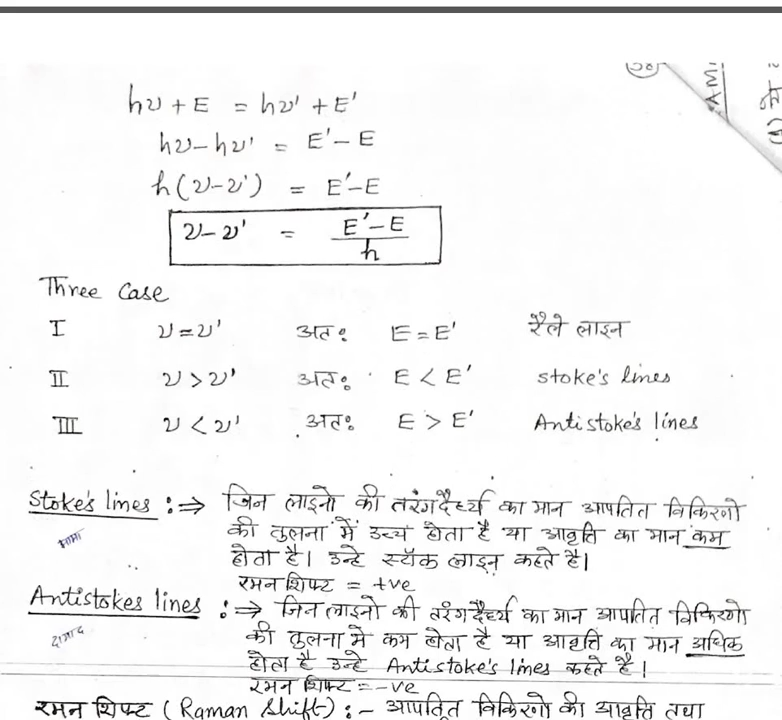 hν + E = hν' + E'
hν - hν' = E' - E
h(ν - ν') = E' - E
ν - ν' = E' - E / h
Three Case
I ν = ν' अतः E = E' रैले लाइन
II ν > ν' अतः E < E' stoke's lines
III ν < ν' अतः E > E' Antistoke's lines
Stoke's lines :⇒ जिन लाइनो की तरंगदैर्ध्य का मान आपतित विकिरणो
की तुलना में उच्च होता है या आवृति का मान कम
होता है। उन्हे स्टॉक लाइन कहते है।
रमन शिफ्ट = +ve
Antistokes lines :⇒ जिन लाइनो की तरंगदैर्ध्य का मान आपतित विकिरणो
की तुलना मे कम होता है या आवृत्ति का मान अधिक
होता है उन्हे Antistoke's lines कहते है।
रमन शिफ्ट = -ve
रमन शिफ्ट (Raman Shift) :- आपतित विकिरणो की आवृति तथा